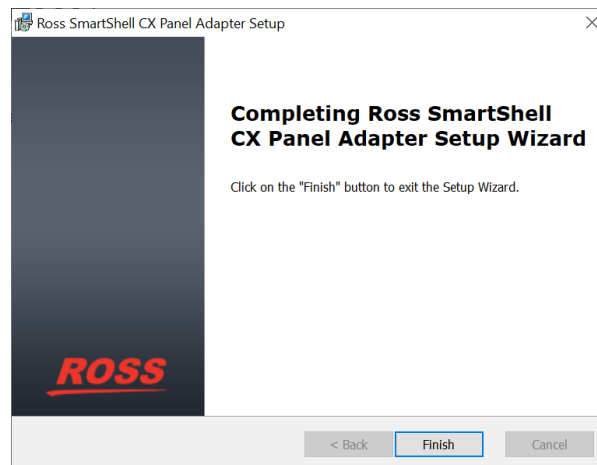 Ross SmartShell CX Panel Adapter Setup
Completing Ross SmartShell
CX Panel Adapter Setup Wizard
Click on the "Finish" button to exit the Setup Wizard.
ROSS
< Back
Finish
Cancel